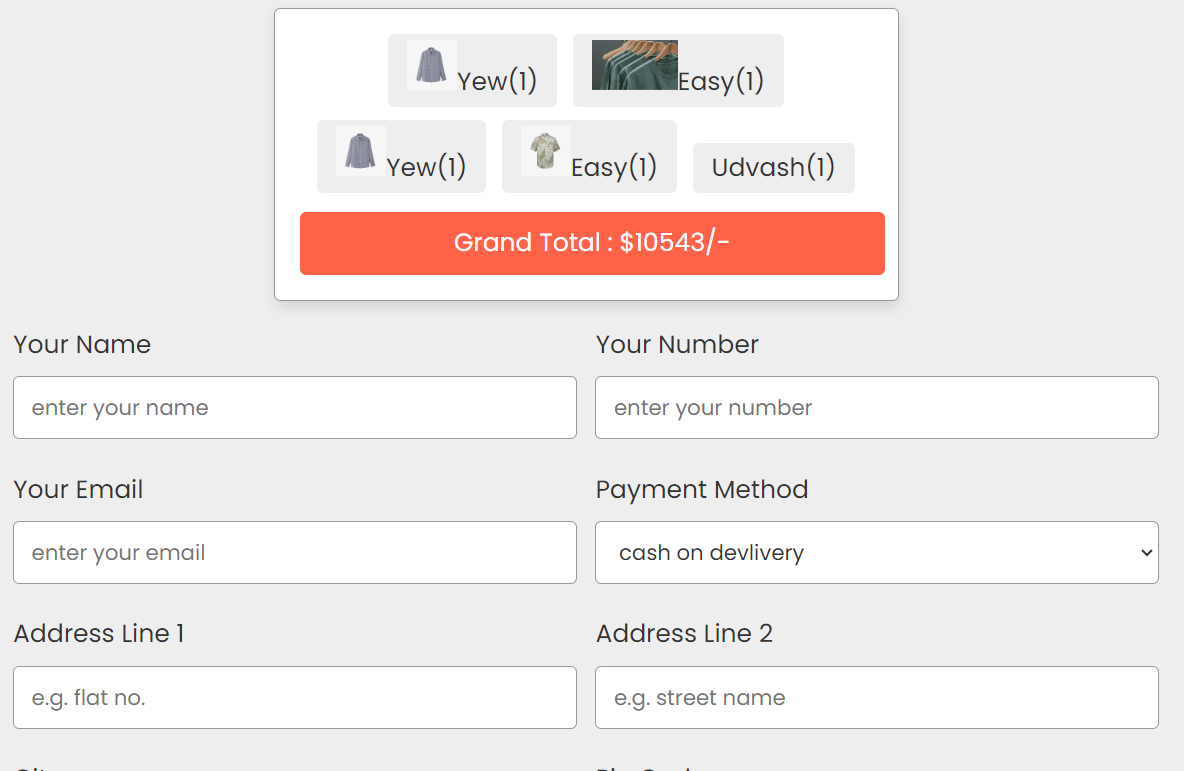 Yew(1) Easy(1)
Yew(1) Easy(1) Udvash(1)
Grand Total : $10543/-
Your Name Your Number
enter your name enter your number
Your Email Payment Method
enter your email cash on devlivery
Address Line 1 Address Line 2
e.g. flat no. e.g. street name